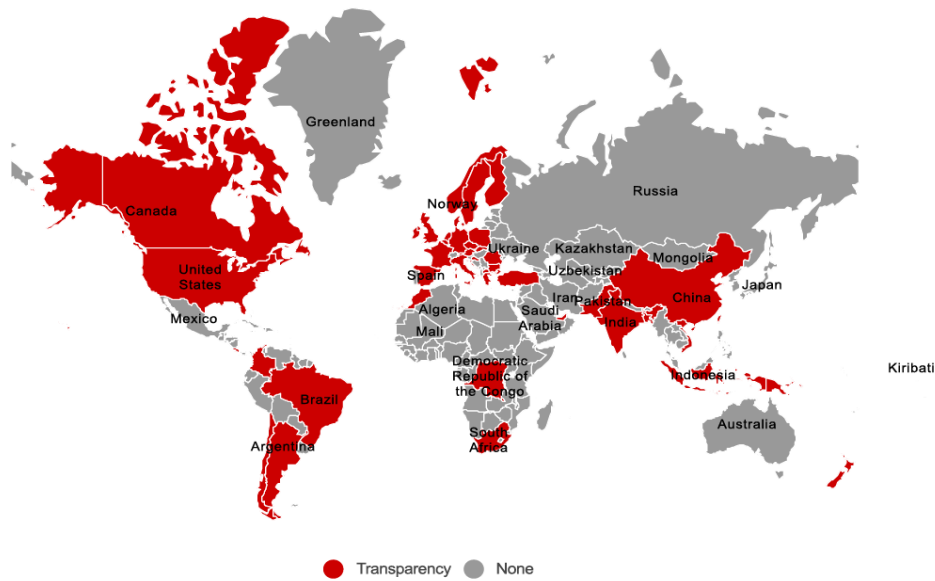 Greenland
Canada
Russia
Norway
Ukraine
Kazakhstan
Mongolia
United
States
Spain
Uzbekistan
Japan
Mexico
Algeria
Iran
Pakistan
China
Saudi
Arabia
India
Mali
Democratic
Republic of
the Congo
Indonesia
Kiribati
Brazil
Australia
South
Africa
Argentina
Transparency None